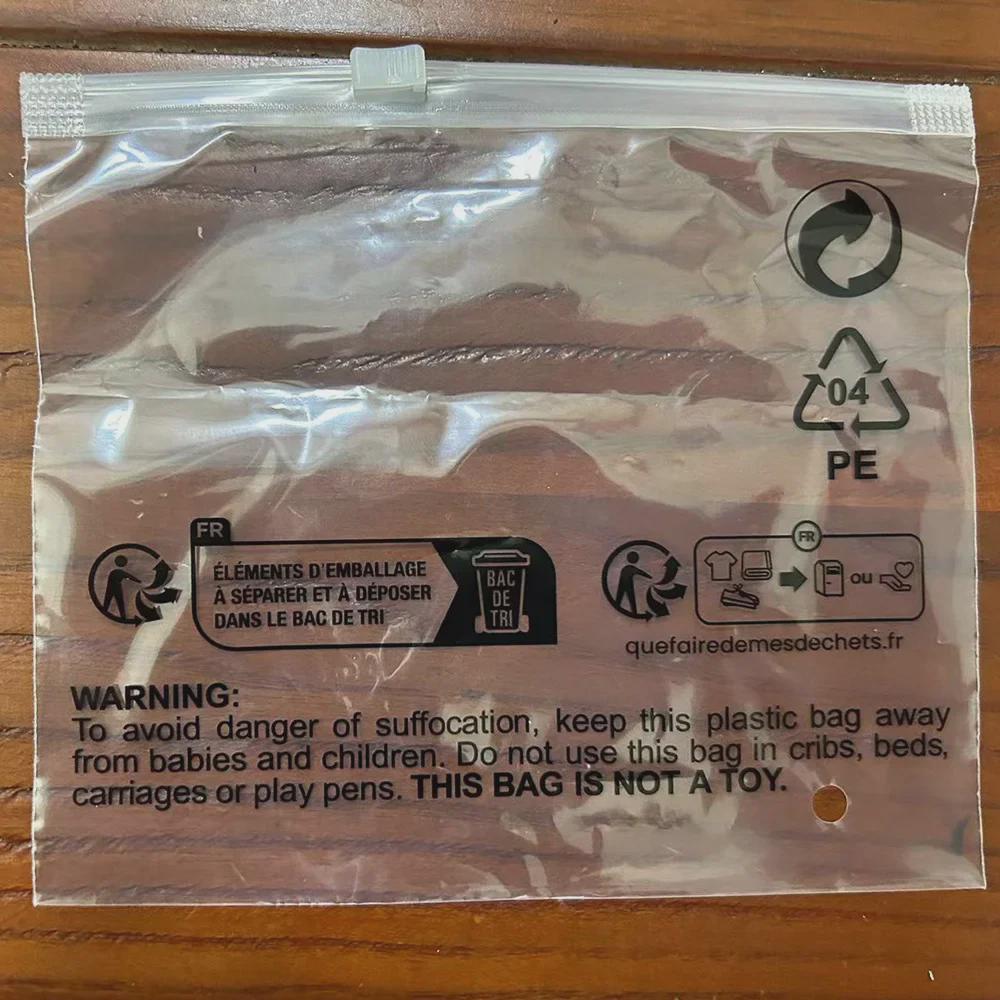 04
PE
FR
ÉLÉMENTS D'EMBALLAGE
À SÉPARER ET À DÉPOSER
DANS LE BAC DE TRI
BAC
DE
TRI
FR
OU
quefairedemesdechets.fr
WARNING:
To avoid danger of suffocation, keep this plastic bag away
from babies and children. Do not use this bag in cribs, beds,
carriages or play pens. THIS BAG IS NOT A TOY.